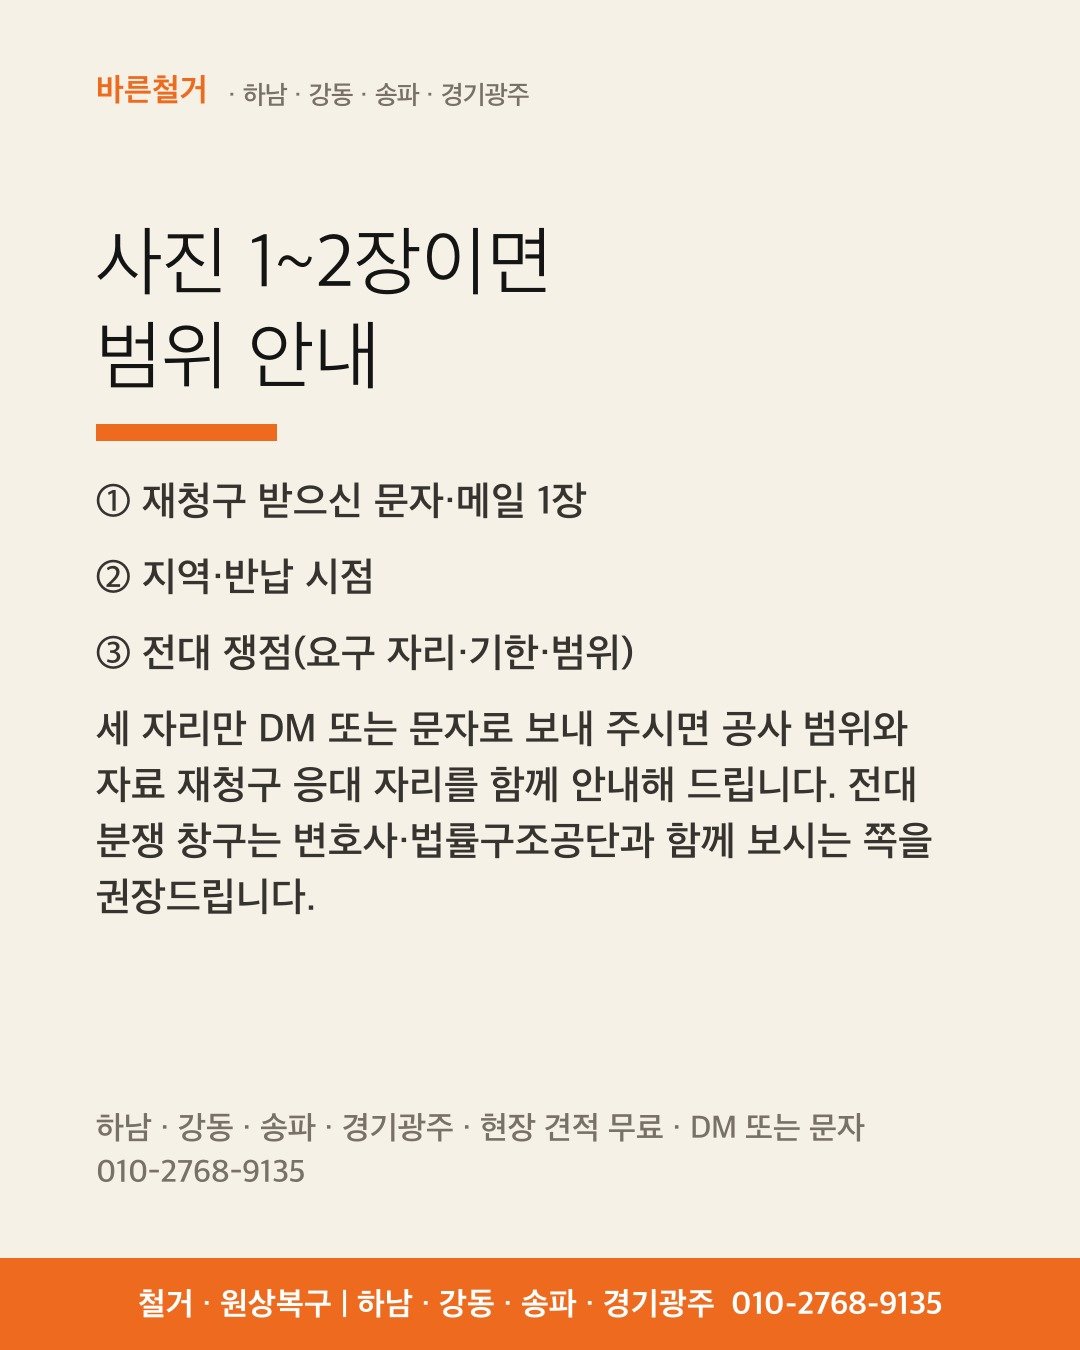 바른철거 · 하남 · 강동 · 송파 · 경기광주
사진 1~2장이면
범위 안내
① 재청구 받으신 문자·메일 1장
② 지역·반납 시점
③ 전대 쟁점(요구 자리·기한·범위)
세 자리만 DM 또는 문자로 보내 주시면 공사 범위와
자료 재청구 응대 자리를 함께 안내해 드립니다. 전대
분쟁 창구는 변호사·법률구조공단과 함께 보시는 쪽을
권장드립니다.
하남 · 강동 · 송파 · 경기광주 · 현장 견적 무료 · DM 또는 문자
010-2768-9135
철거 · 원상복구 | 하남 · 강동 · 송파 · 경기광주 010-2768-9135